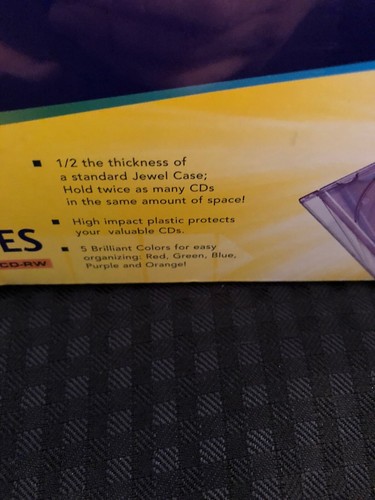 ■ 1/2 the thickness of
a standard Jewel Case;
Hold twice as many CDs
in the same amount of space!
■ High impact plastic protects
your valuable CDs.
■ 5 Brilliant Colors for easy
organizing: Red, Green, Blue,
Purple and Orange!
ES
CD-RW